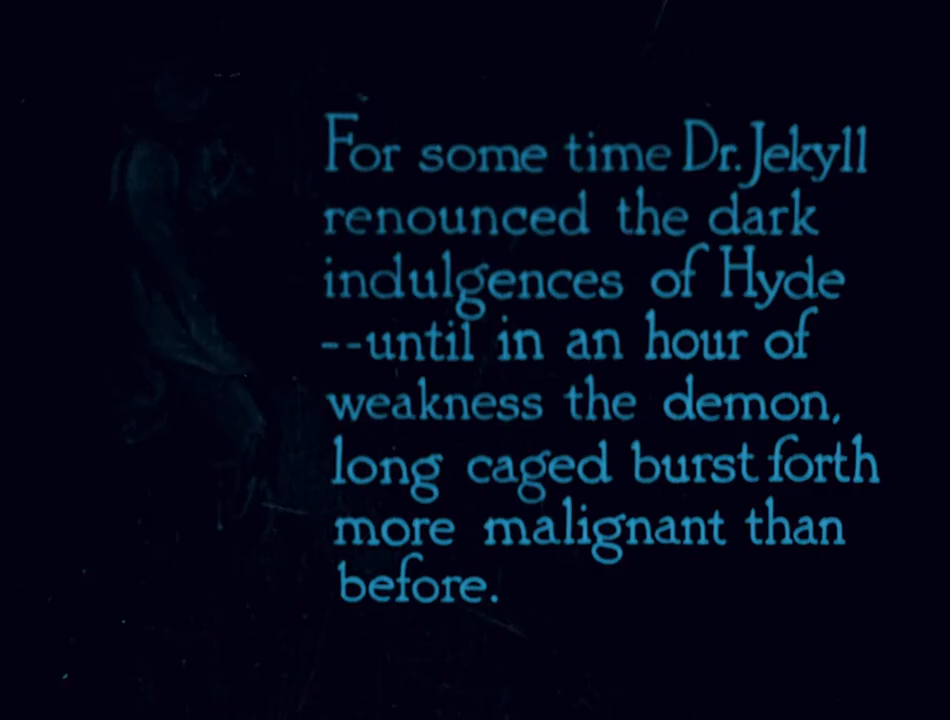 For some time Dr. Jekyll
renounced the dark
indulgences of Hyde
--until in an hour of
weakness the demon,
long caged burst forth
more malignant than
before.